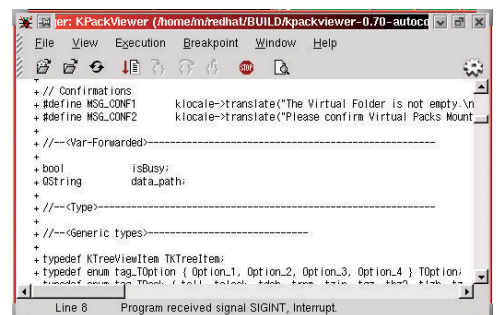 er: KPackViewer (/home/m/redhat/BUILD/kpackviewer-0.70-autoco
File View Execution Breakpoint Window Help
STOP
+ // Confirmations
+ #define MSG_CONF1 klocale->translate("The Virtual Folder is not empty.\n
+ #define MSG_CONF2 klocale->translate("Please confirm Virtual Packs Mount
+
+ //--<Var-Forwarded>--------------------------------------------------
+
+ bool isBusy;
+ QString data_path;
+
+ //--<Type>-----------------------------------------------------------
+
+ //--<Generic types>----------------------------
+
+ typedef KTreeViewItem TKTreeItem;
+ typedef enum tag_TOption { Option_1, Option_2, Option_3, Option_4 } TOption;
Line 8 Program received signal SIGINT, Interrupt.